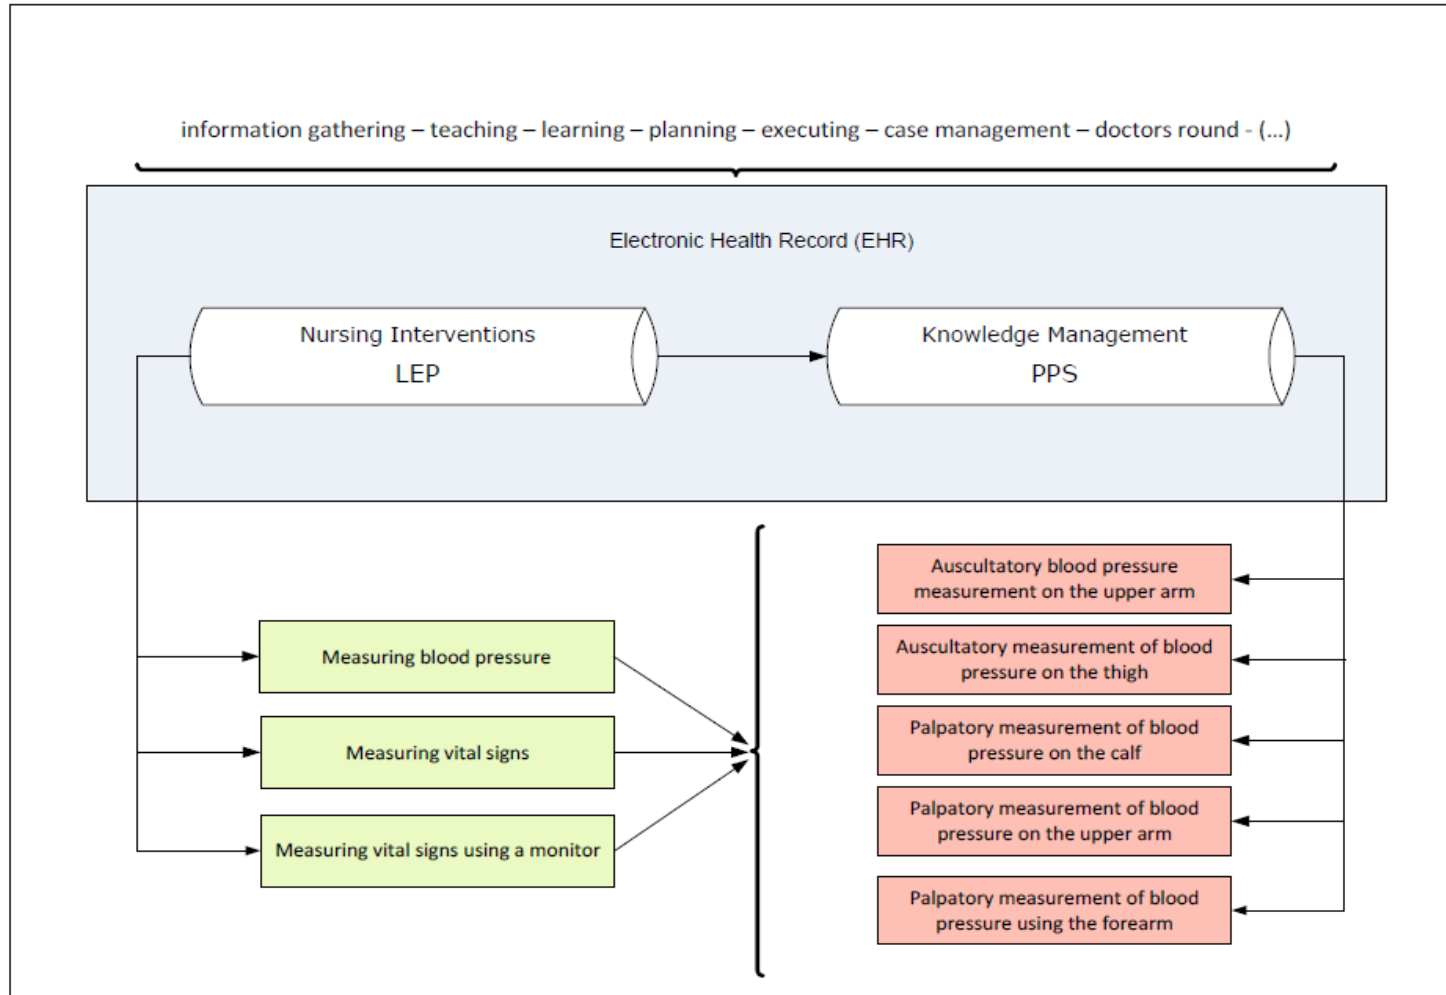 information gathering – teaching – learning – planning – executing – case management – doctors round - (...)
Electronic Health Record (EHR)
Nursing Interventions
LEP
Knowledge Management
PPS
Measuring blood pressure
Measuring vital signs
Measuring vital signs using a monitor
Auscultatory blood pressure
measurement on the upper arm
Auscultatory measurement of blood
pressure on the thigh
Palpatory measurement of blood
pressure on the calf
Palpatory measurement of blood
pressure on the upper arm
Palpatory measurement of blood
pressure using the forearm